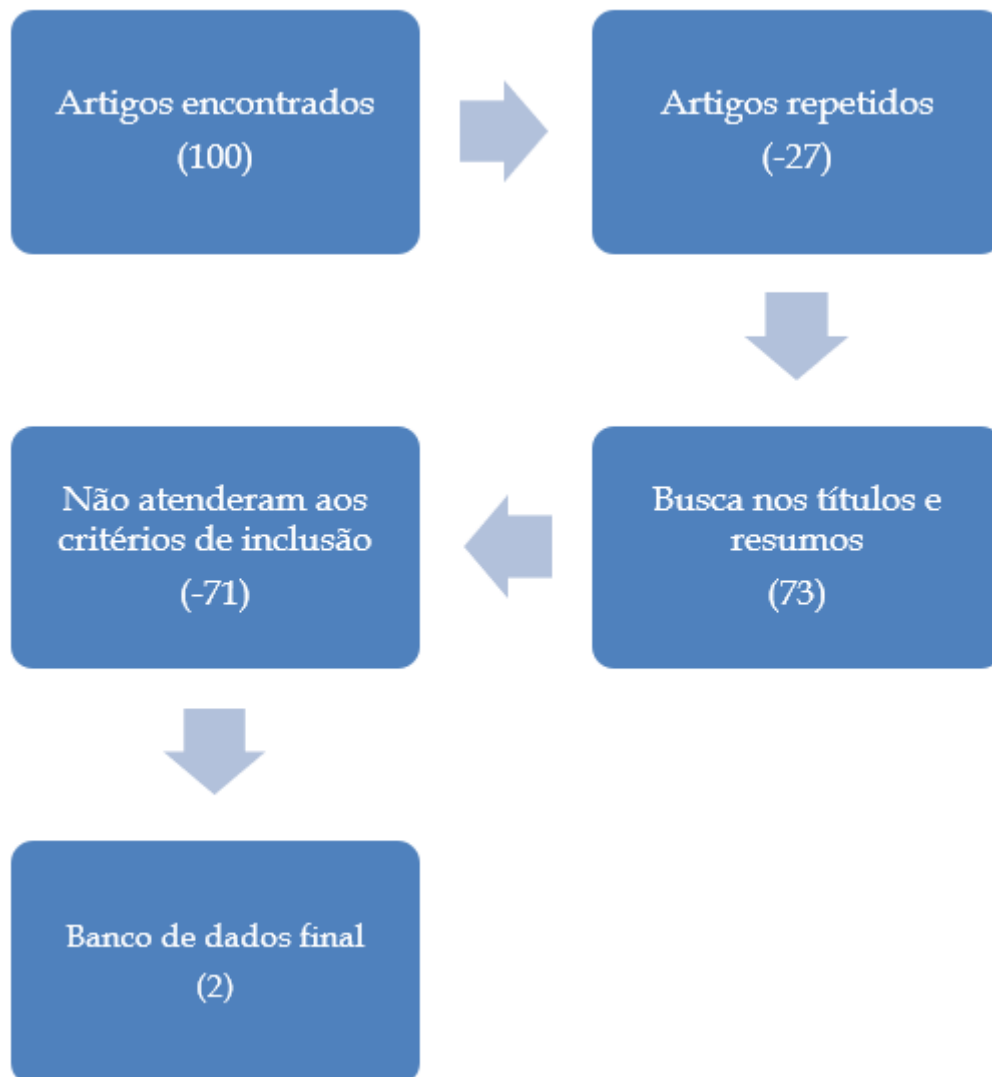 Artigos encontrados
(100)
Artigos repetidos
(-27)
Busca nos títulos e
resumos
(73)
Não atenderam aos
critérios de inclusão
(-71)
Banco de dados final
(2)